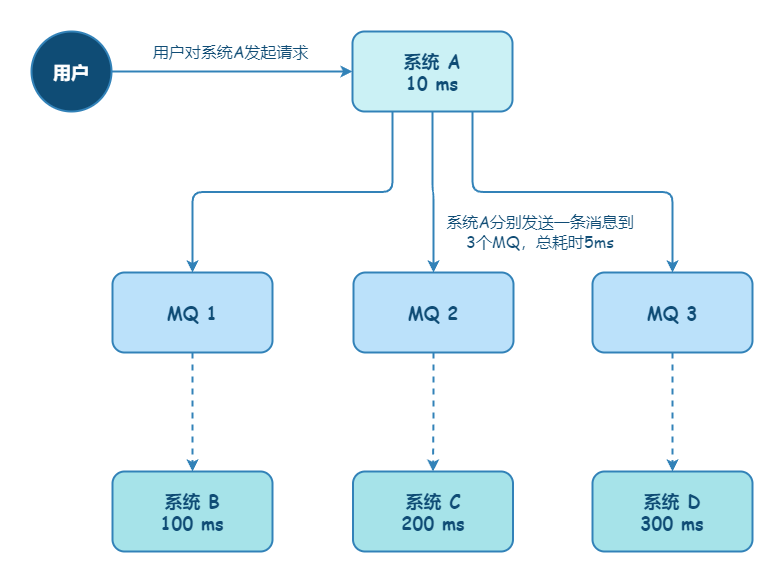 用户
用户对系统A发起请求
系统 A
10 ms
系统A分别发送一条消息到
3个MQ，总耗时5ms
MQ 1
MQ 2
MQ 3
系统 B
100 ms
系统 C
200 ms
系统 D
300 ms